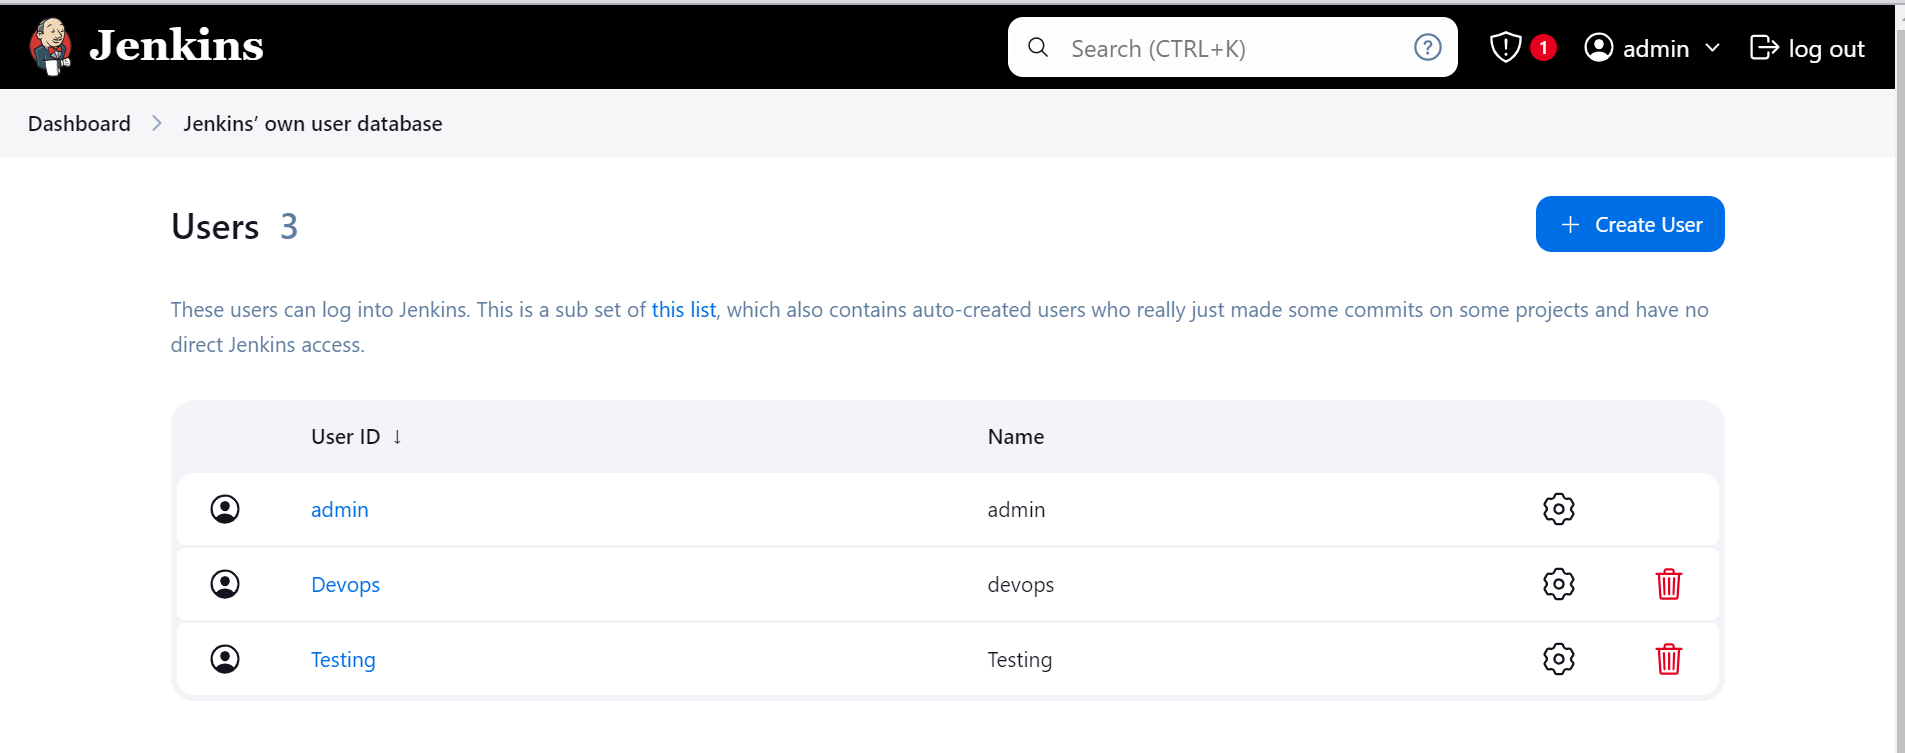 Jenkins
Search (CTRL+K)
1
admin
log out
Dashboard
Jenkins’ own user database
Users 3
Create User
These users can log into Jenkins. This is a sub set of this list, which also contains auto-created users who really just made some commits on some projects and have no
direct Jenkins access.
User ID ↓ Name
admin admin
Devops devops
Testing Testing